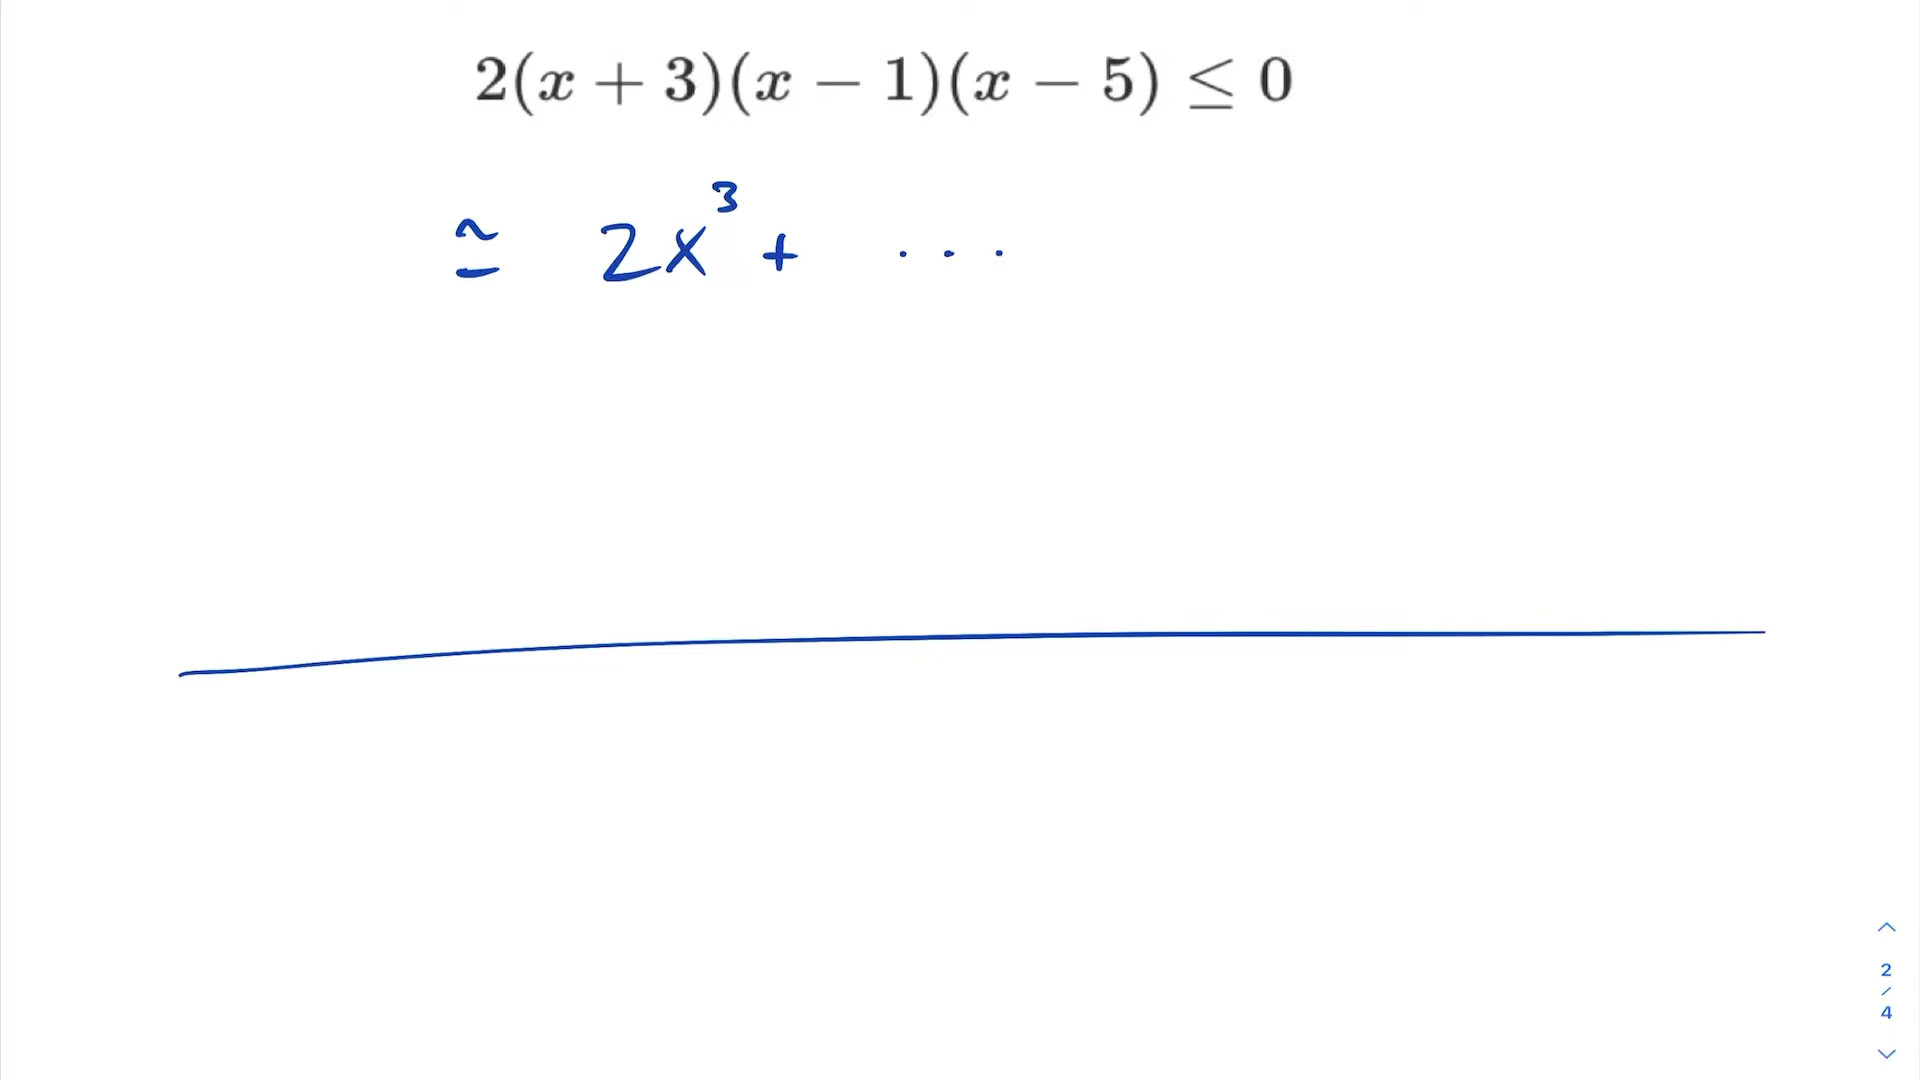 2(x + 3)(x − 1)(x − 5) ≤ 0
≃ 2x³ + ...
2
/
4